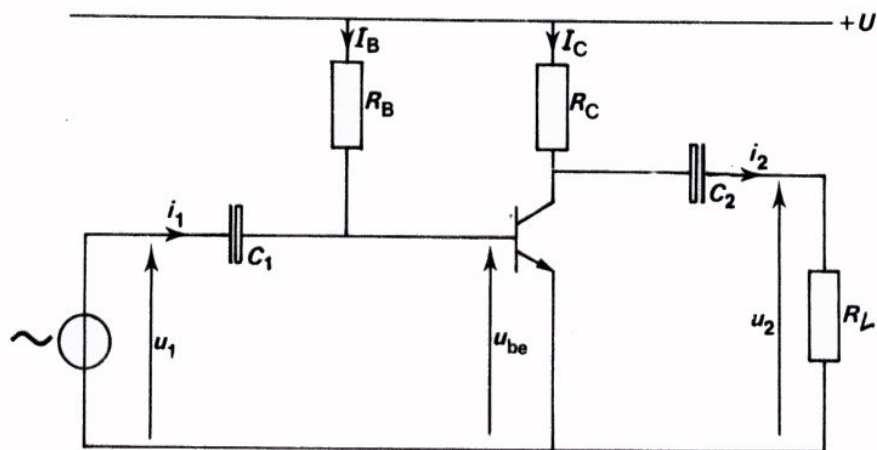 +U
I_B
I_C
R_B
R_C
i_1
C_1
C_2
i_2
u_1
u_be
u_2
R_L
~